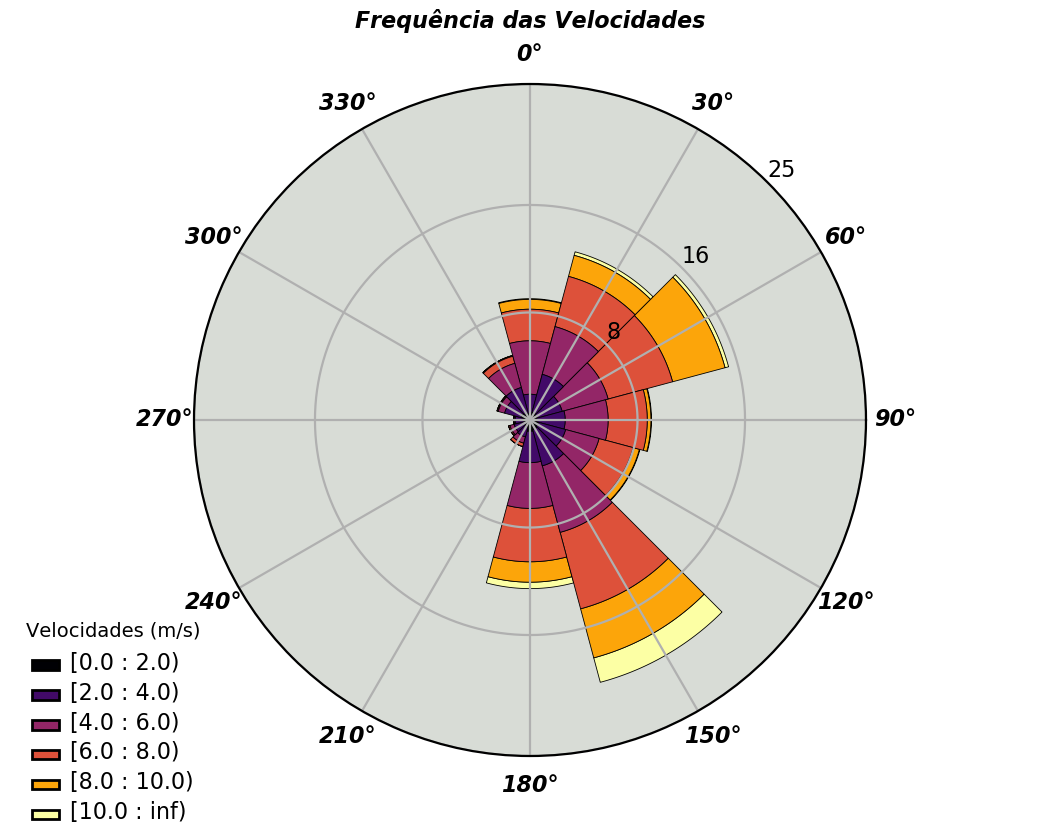 Frequência das Velocidades
0°
330°
30°
25
300°
60°
16
8
270°
90°
240°
120°
210°
150°
180°
Velocidades (m/s)
[0.0 : 2.0)
[2.0 : 4.0)
[4.0 : 6.0)
[6.0 : 8.0)
[8.0 : 10.0)
[10.0 : inf)